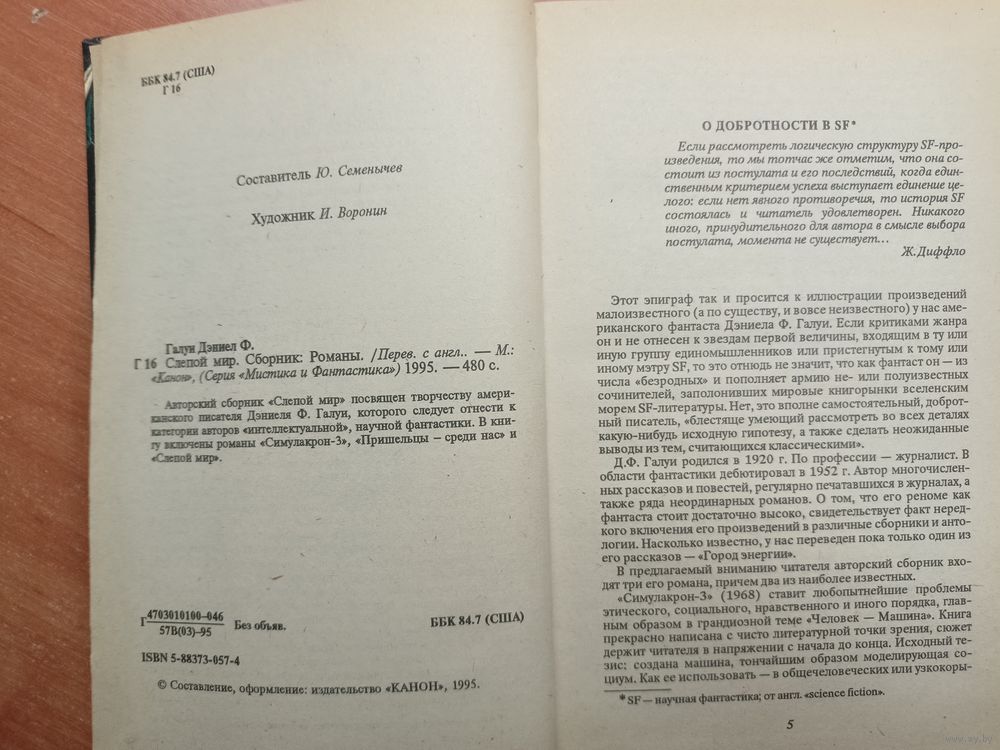 ББК 84.7 (США)
Г 16
Составитель Ю. Семенычев
Художник И. Воронин
Галуи Дэниел Ф.
Г 16 Слепой мир. Сборник: Романы. /Перев. с англ.. — М.:
«Канон», (Серия «Мистика и Фантастика») 1995. — 480 с.
Авторский сборник «Слепой мир» посвящен творчеству амери-
канского писателя Дэниеля Ф. Галуи, которого следует отнести к
категории авторов «интеллектуальной», научной фантастики. В кни-
гу включены романы «Симулакрон-3», «Пришельцы – среди нас» и
«Слепой мир».
Г 4703010100–046
57В(03)–95 Без объяв.
ББК 84.7 (США)
ISBN 5-88373-057-4
© Составление, оформление: издательство «КАНОН», 1995.
О ДОБРОТНОСТИ В SF*
Если рассмотреть логическую структуру SF-про-
изведения, то мы тотчас же отметим, что она со-
стоит из постулата и его последствий, когда един-
ственным критерием успеха выступает единение це-
лого: если нет явного противоречия, то история SF
состоялась и читатель удовлетворен. Никакого
иного, принудительного для автора в смысле выбора
постулата, момента не существует...
Ж.Диффло
Этот эпиграф так и просится к иллюстрации произведений
малоизвестного (а по существу, и вовсе неизвестного) у нас аме-
риканского фантаста Дэниела Ф. Галуи. Если критиками жанра
он и не отнесен к звездам первой величины, входящим в ту или
иную группу единомышленников или пристегнутым к тому или
иному мэтру SF, то это отнюдь не значит, что как фантаст он — из
числа «безродных» и пополняет армию не- или полуизвестных
сочинителей, заполонивших мировые книгорынки вселенским
морем SF-литературы. Нет, это вполне самостоятельный, доброт-
ный писатель, «блестяще умеющий рассмотреть во всех деталях
какую-нибудь исходную гипотезу, а также сделать неожиданные
выводы из тем, считающихся классическими».
Д.Ф. Галуи родился в 1920 г. По профессии — журналист. В
области фантастики дебютировал в 1952 г. Автор многочислен-
ных рассказов и повестей, регулярно печатавшихся в журналах, а
также ряда неординарных романов. О том, что его реноме как
фантаста стоит достаточно высоко, свидетельствует факт неред-
кого включения его произведений в различные сборники и анто-
логии. Насколько известно, у нас переведен пока только один из
его рассказов — «Город энергии».
В предлагаемый вниманию читателя авторский сборник вхо-
дят три его романа, причем два из наиболее известных.
«Симулакрон-3» (1968) ставит любопытнейшие проблемы
этического, социального, нравственного и иного порядка, глав-
ным образом в грандиозной теме «Человек — Машина». Книга
прекрасно написана с чисто литературной точки зрения, сюжет
держит читателя в напряжении с начала до конца. Исходный те-
зис: создана машина, тончайшим образом моделирующая со-
циум. Как ее использовать — в общечеловеческих или узкокоры-
* SF — научная фантастика; от англ. «science fiction».
5
www.ay.by